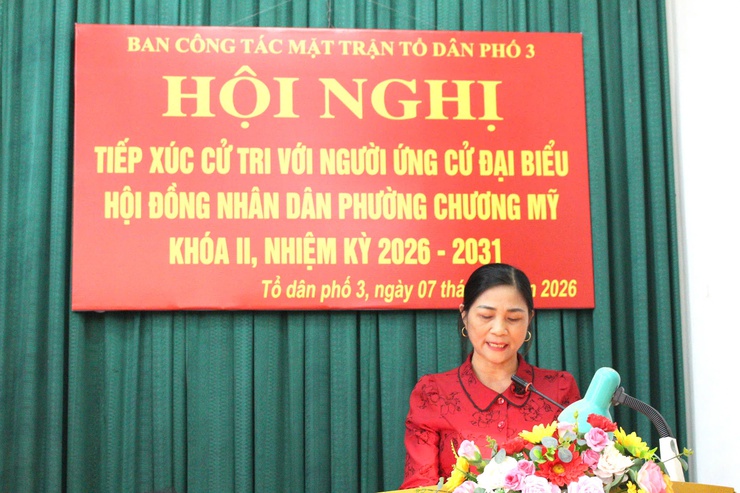 BAN CÔNG TÁC MẶT TRẬN TỔ DÂN PHỐ 3
HỘI NGHỊ
TIẾP XÚC CỬ TRI VỚI NGƯỜI ỨNG CỬ ĐẠI BIỂU
HỘI ĐỒNG NHÂN DÂN PHƯỜNG CHƯƠNG MỸ
KHÓA II, NHIỆM KỲ 2026 - 2031
Tổ dân phố 3, ngày 07 2026